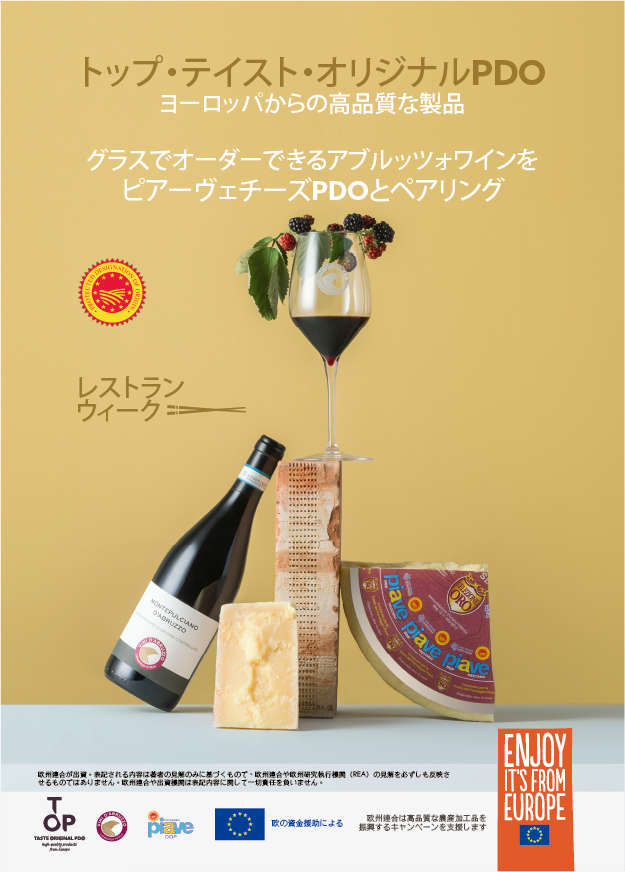 トップ・テイスト・オリジナルPDO
ヨーロッパからの高品質な製品
グラスでオーダーできるアブルッツォワインを
ピアーヴェチーズPDOとペアリング
PROTECTED DESIGNATION OF ORIGIN
レストラン
ウィーク
MONTEPULCIANO
D'ABRUZZO
VINI D'ABRUZZO
ORO
piave
DOP
piave
DOP
piave
DOP
欧州連合が出資。表記される内容は著者の見解のみに基づくもので、欧州連合や欧州研究執行機関（REA）の見解を必ずしも反映さ
せるものではありません。欧州連合や出資機関は表記内容に関して一切責任を負いません。
ENJOY
IT'S FROM
EUROPE
TOP
TASTE ORIGINAL PDO
high quality products
from Europe
piave
DOP
欧の資金援助による
欧州連合は高品質な農産加工品を
振興するキャンペーンを支援します